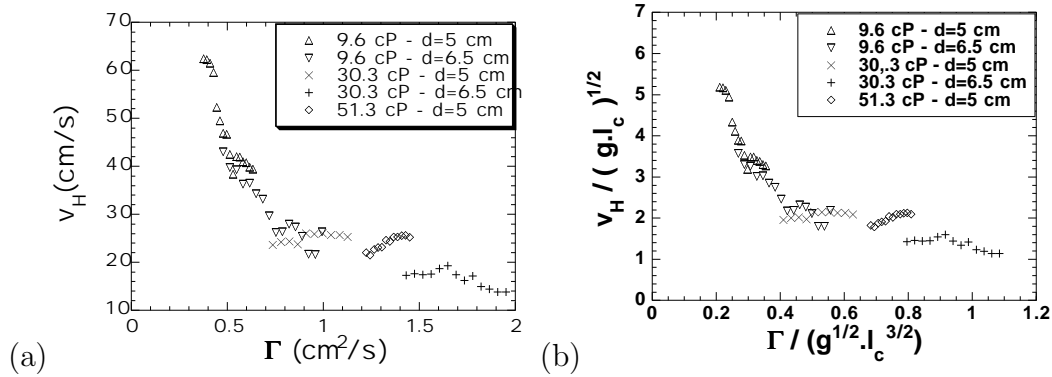 70
60
50
40
30
20
10
v_H (cm/s)
△ 9.6 cP - d=5 cm
▽ 9.6 cP - d=6.5 cm
× 30.3 cP - d=5 cm
+ 30.3 cP - d=6.5 cm
◇ 51.3 cP - d=5 cm
0 0.5 1 1.5 2
Γ (cm²/s)
(a)
8
7
6
5
4
3
2
1
0
v_H / ( g.l_c )^1/2
△ 9.6 cP - d=5 cm
▽ 9.6 cP - d=6.5 cm
× 30,.3 cP - d=5 cm
+ 30.3 cP - d=6.5 cm
◇ 51.3 cP - d=5 cm
0 0.2 0.4 0.6 0.8 1 1.2
Γ / (g^1/2.l_c^3/2)
(b)